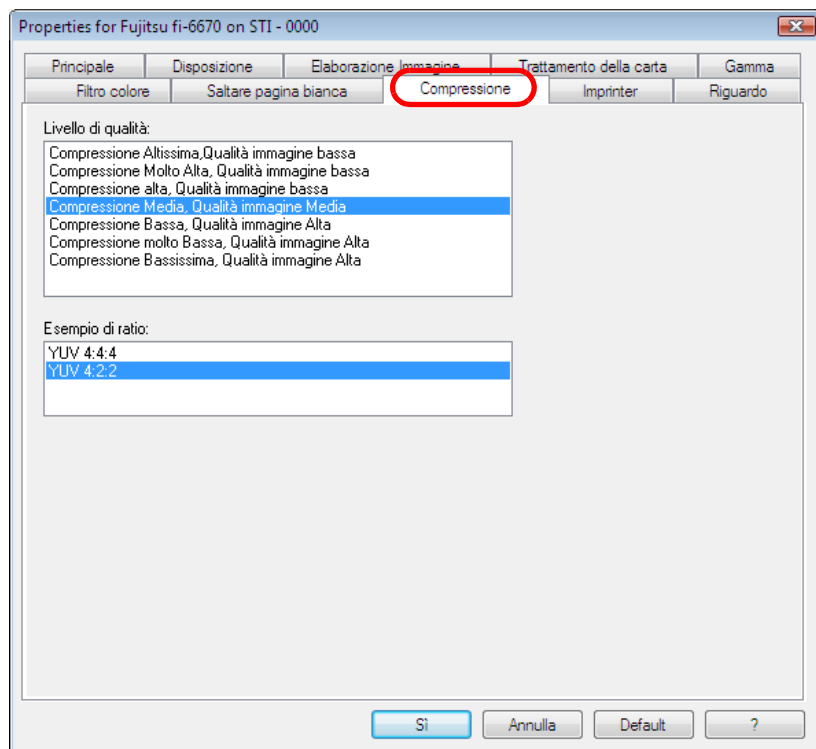 Properties for Fujitsu fi-6670 on STI - 0000
Principale Disposizione Elaborazione Immagine Trattamento della carta Gamma
Filtro colore Saltare pagina bianca Compressione Imprinter Riguardo
Livello di qualità:
Compressione Altissima,Qualità immagine bassa
Compressione Molto Alta, Qualità immagine bassa
Compressione alta, Qualità immagine bassa
Compressione Media, Qualità immagine Media
Compressione Bassa, Qualità immagine Alta
Compressione molto Bassa, Qualità immagine Alta
Compressione Bassissima, Qualità immagine Alta
Esempio di ratio:
YUV 4:4:4
YUV 4:2:2
Sì Annulla Default ?